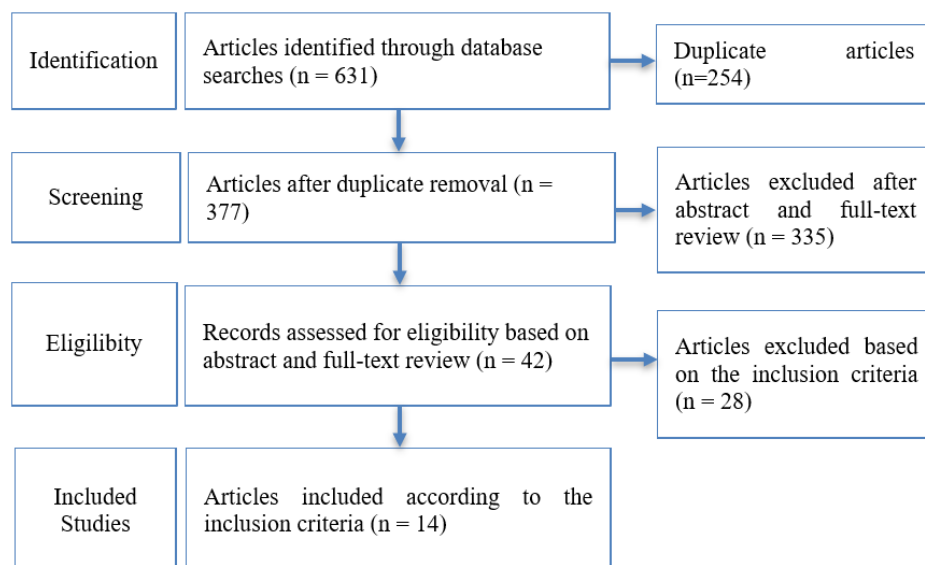 Identification
Articles identified through database
searches (n = 631)
Duplicate articles
(n=254)
Screening
Articles after duplicate removal (n =
377)
Articles excluded after
abstract and full-text
review (n = 335)
Eligilibity
Records assessed for eligibility based on
abstract and full-text review (n = 42)
Articles excluded based
on the inclusion criteria
(n = 28)
Included
Studies
Articles included according to the
inclusion criteria (n = 14)